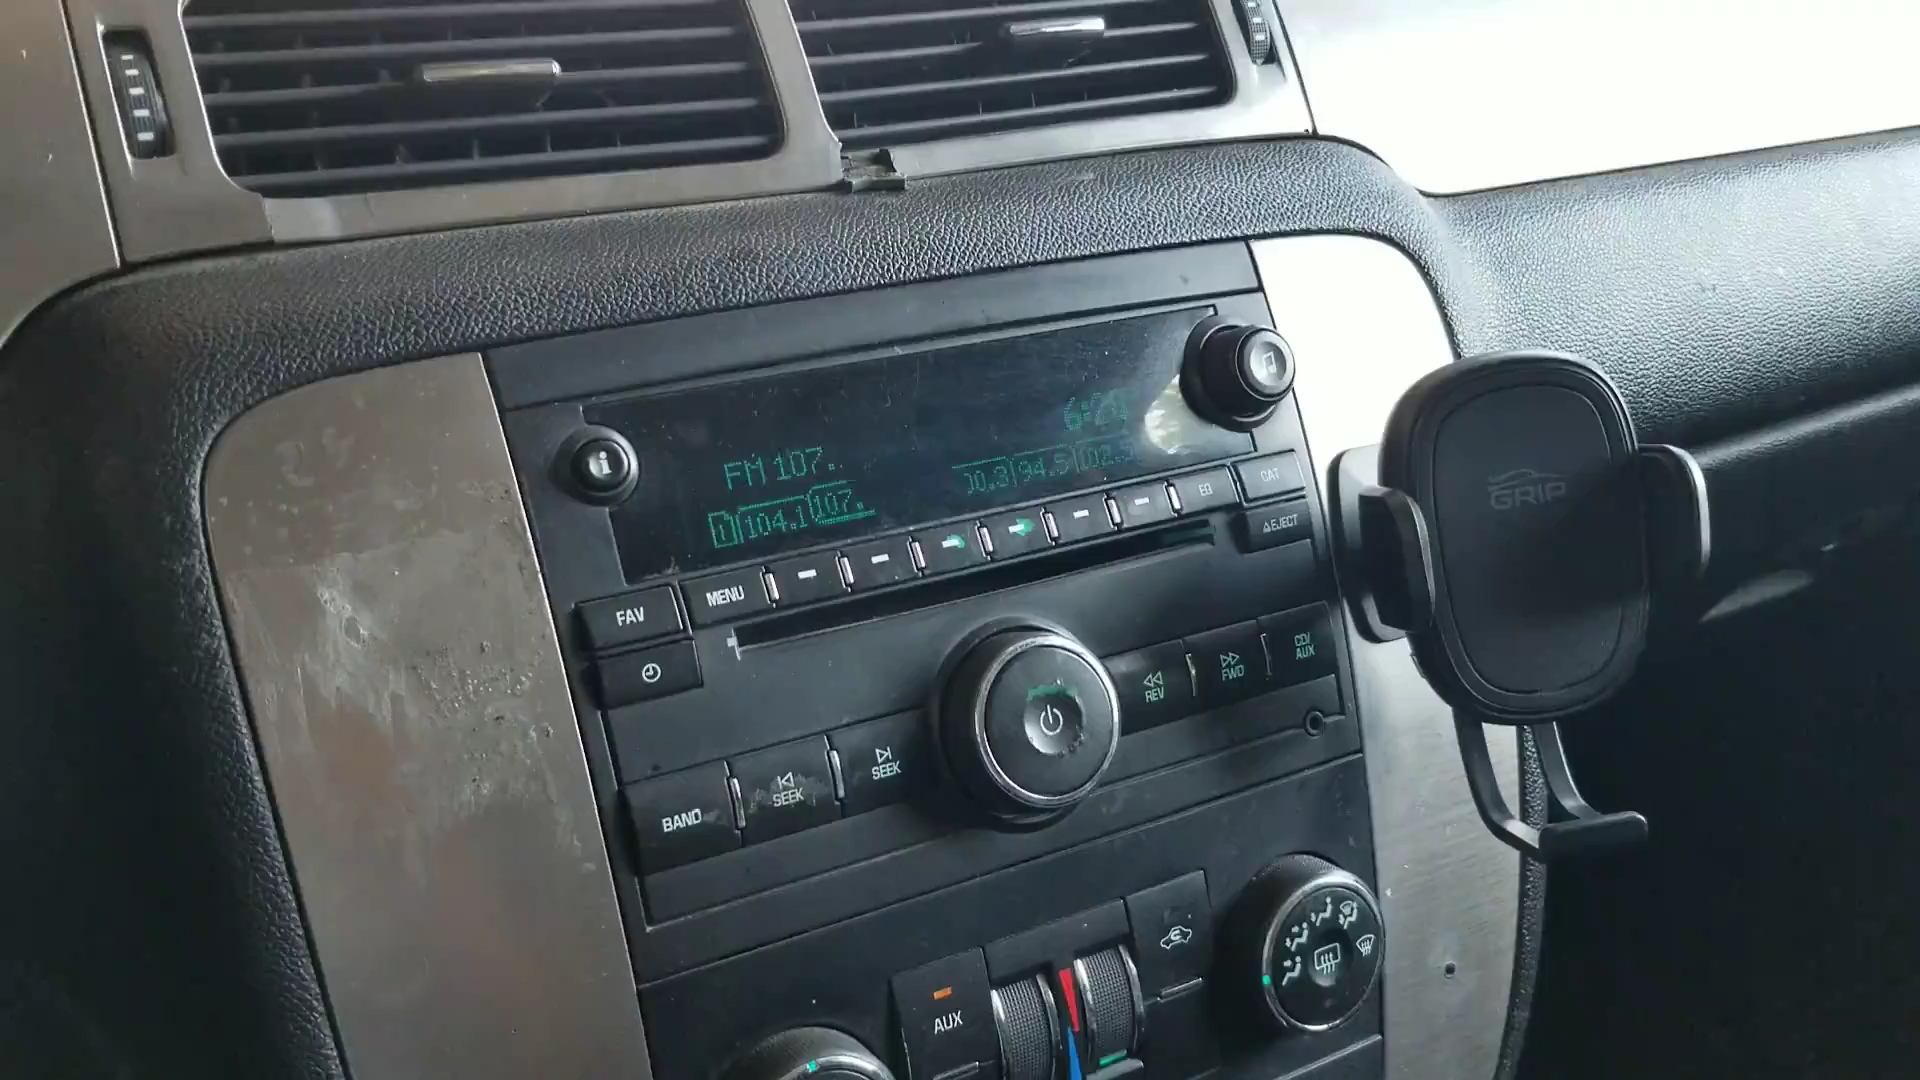 FM 107.
1 104.1 107. 94.5
i
EQ
CAT
EJECT
FAV
MENU
REV
FWD
CD/
AUX
BAND
SEEK
SEEK
GRIP
AUX